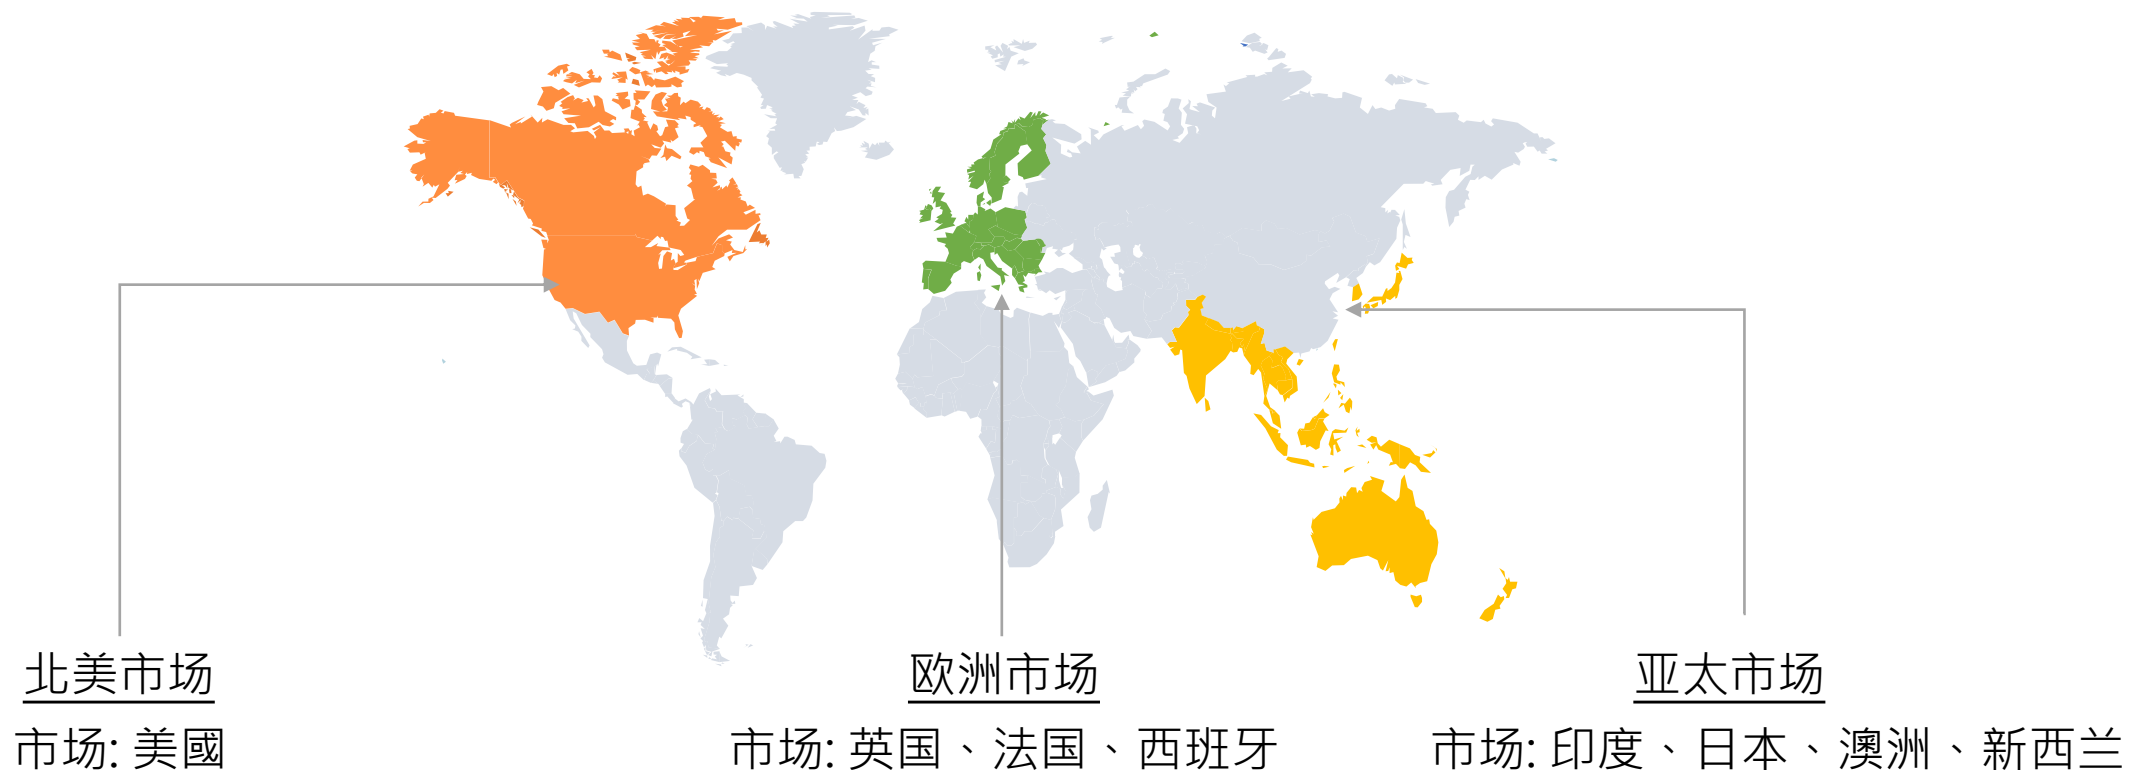 北美市场
市场: 美國
欧洲市场
市场: 英国、法国、西班牙
亚太市场
市场: 印度、日本、澳洲、新西兰